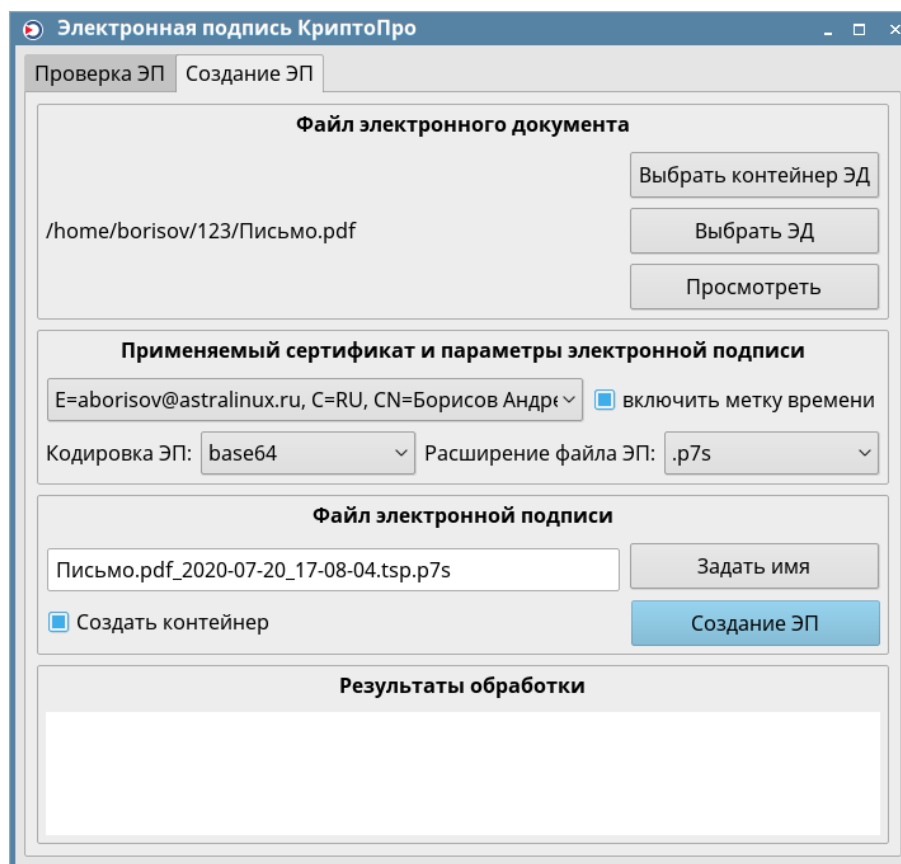 Электронная подпись КриптоПро
Проверка ЭП Создание ЭП
Файл электронного документа
Выбрать контейнер ЭД
/home/borisov/123/Письмо.pdf Выбрать ЭД
Просмотреть
Применяемый сертификат и параметры электронной подписи
E=aborisov@astralinux.ru, C=RU, CN=Борисов Андре включить метку времени
Кодировка ЭП: base64 Расширение файла ЭП: .p7s
Файл электронной подписи
Письмо.pdf_2020-07-20_17-08-04.tsp.p7s Задать имя
Создать контейнер Создание ЭП
Результаты обработки